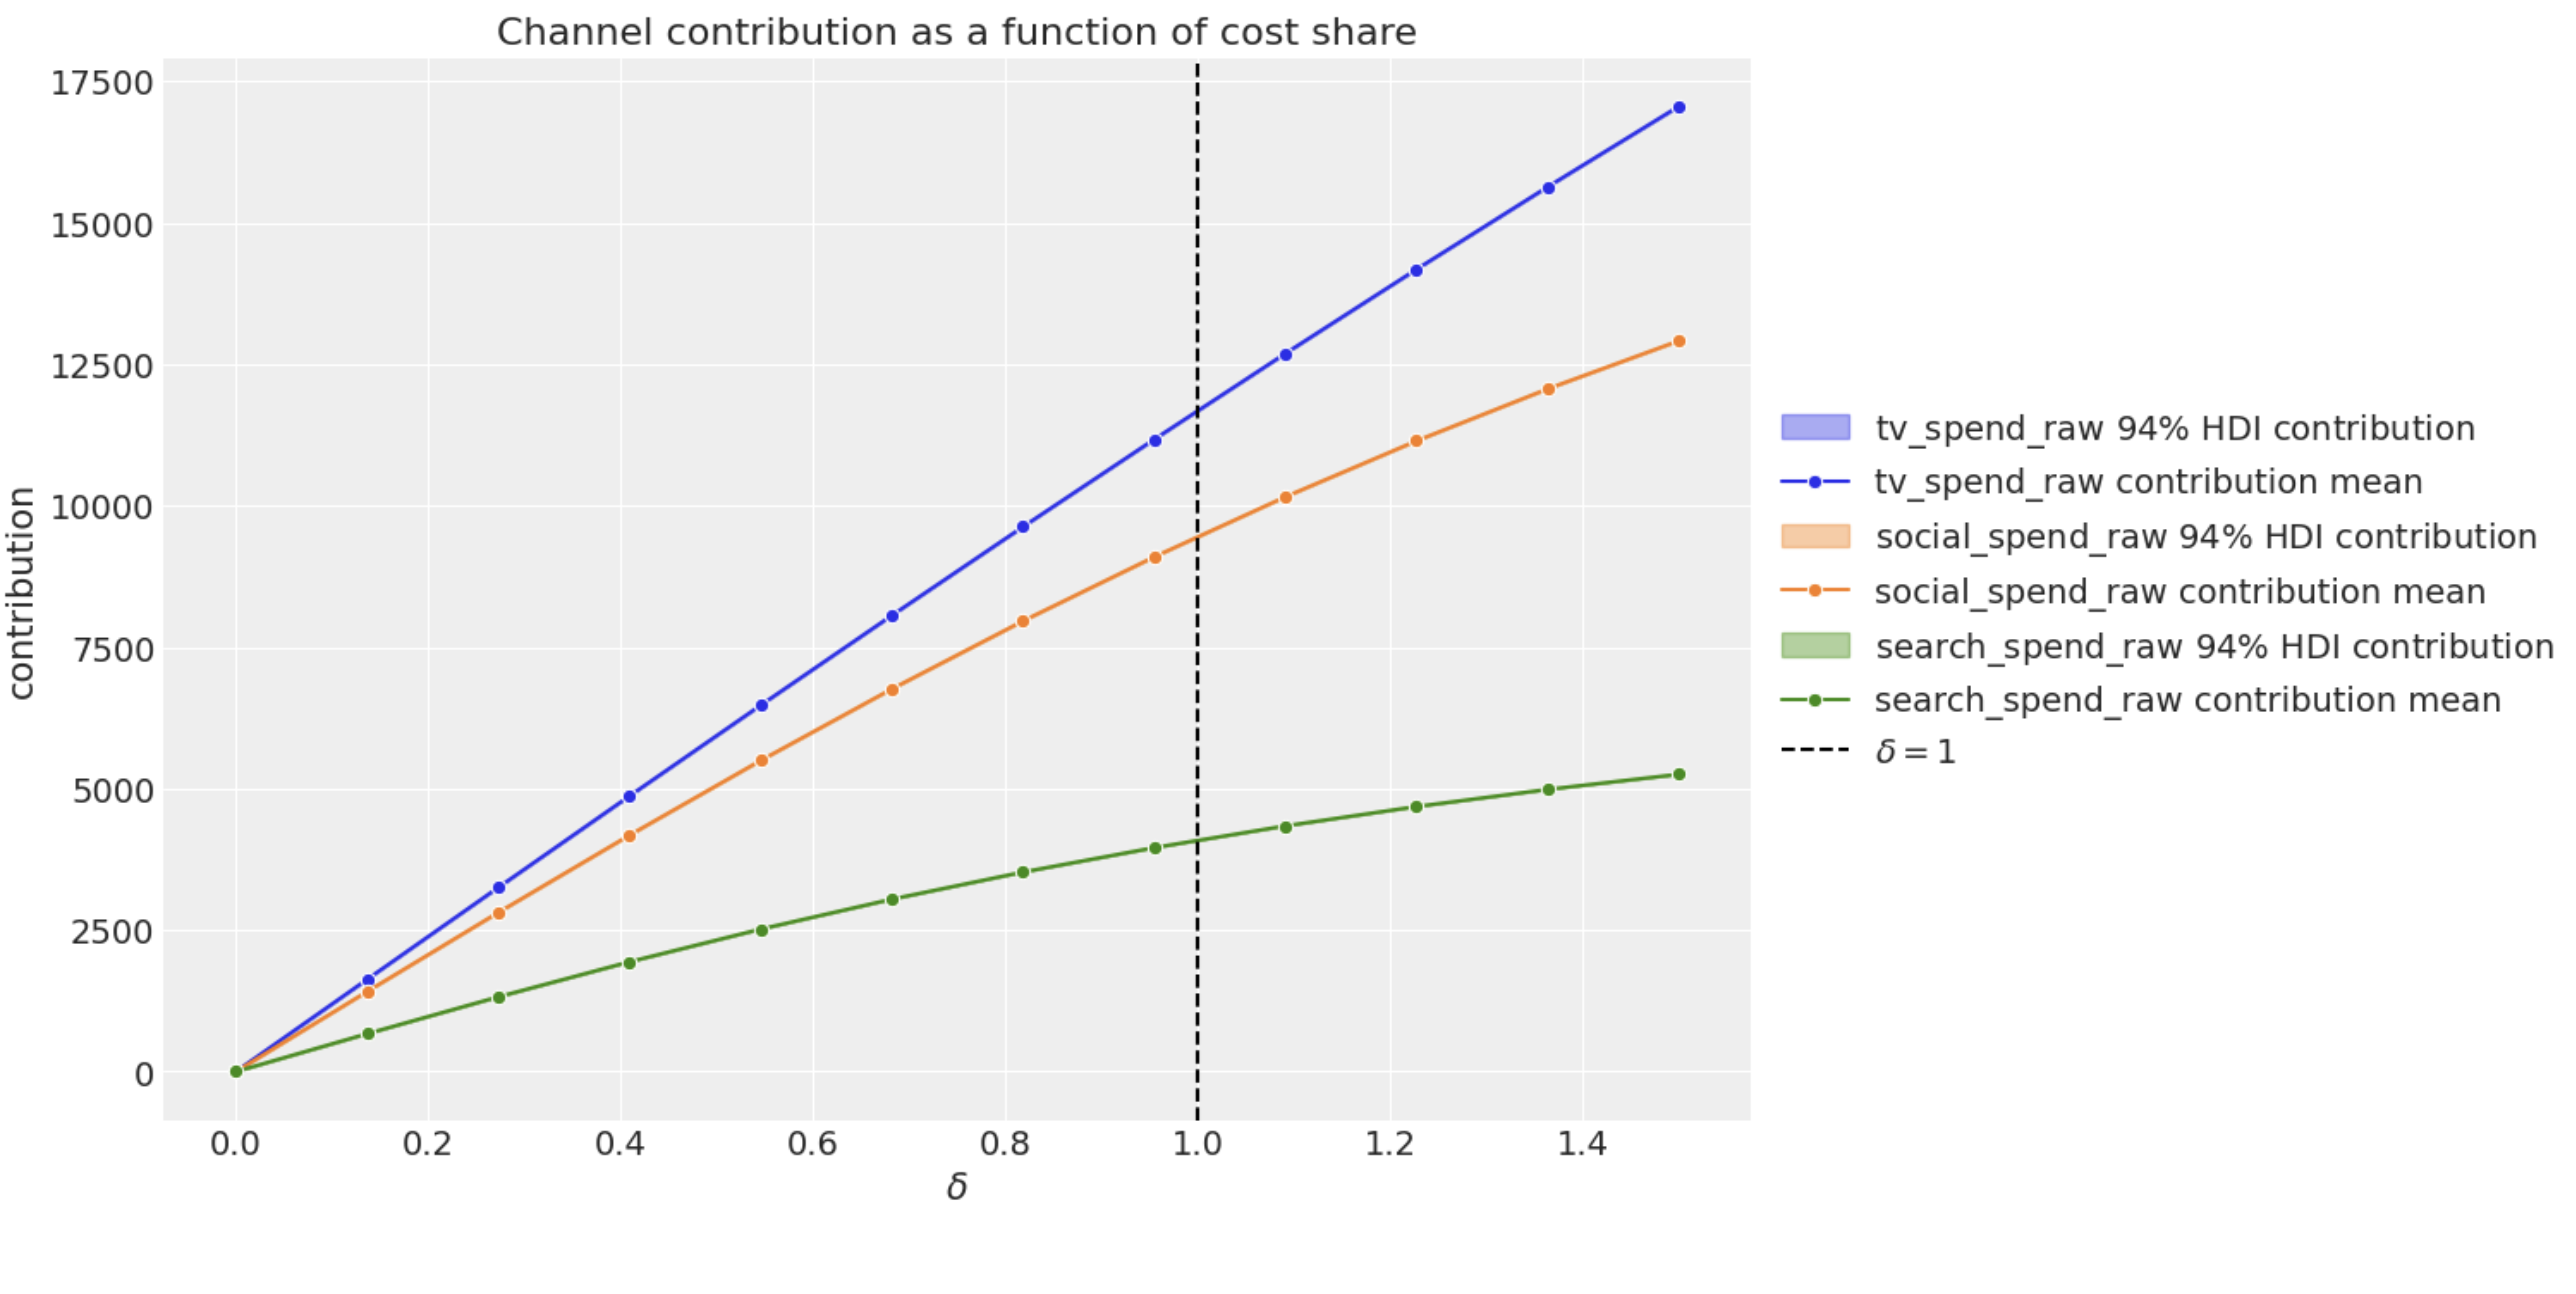 Channel contribution as a function of cost share
17500
15000
12500
10000
7500
5000
2500
0
contribution
0.0 0.2 0.4 0.6 0.8 1.0 1.2 1.4
δ
tv_spend_raw 94% HDI contribution
tv_spend_raw contribution mean
social_spend_raw 94% HDI contribution
social_spend_raw contribution mean
search_spend_raw 94% HDI contribution
search_spend_raw contribution mean
δ = 1